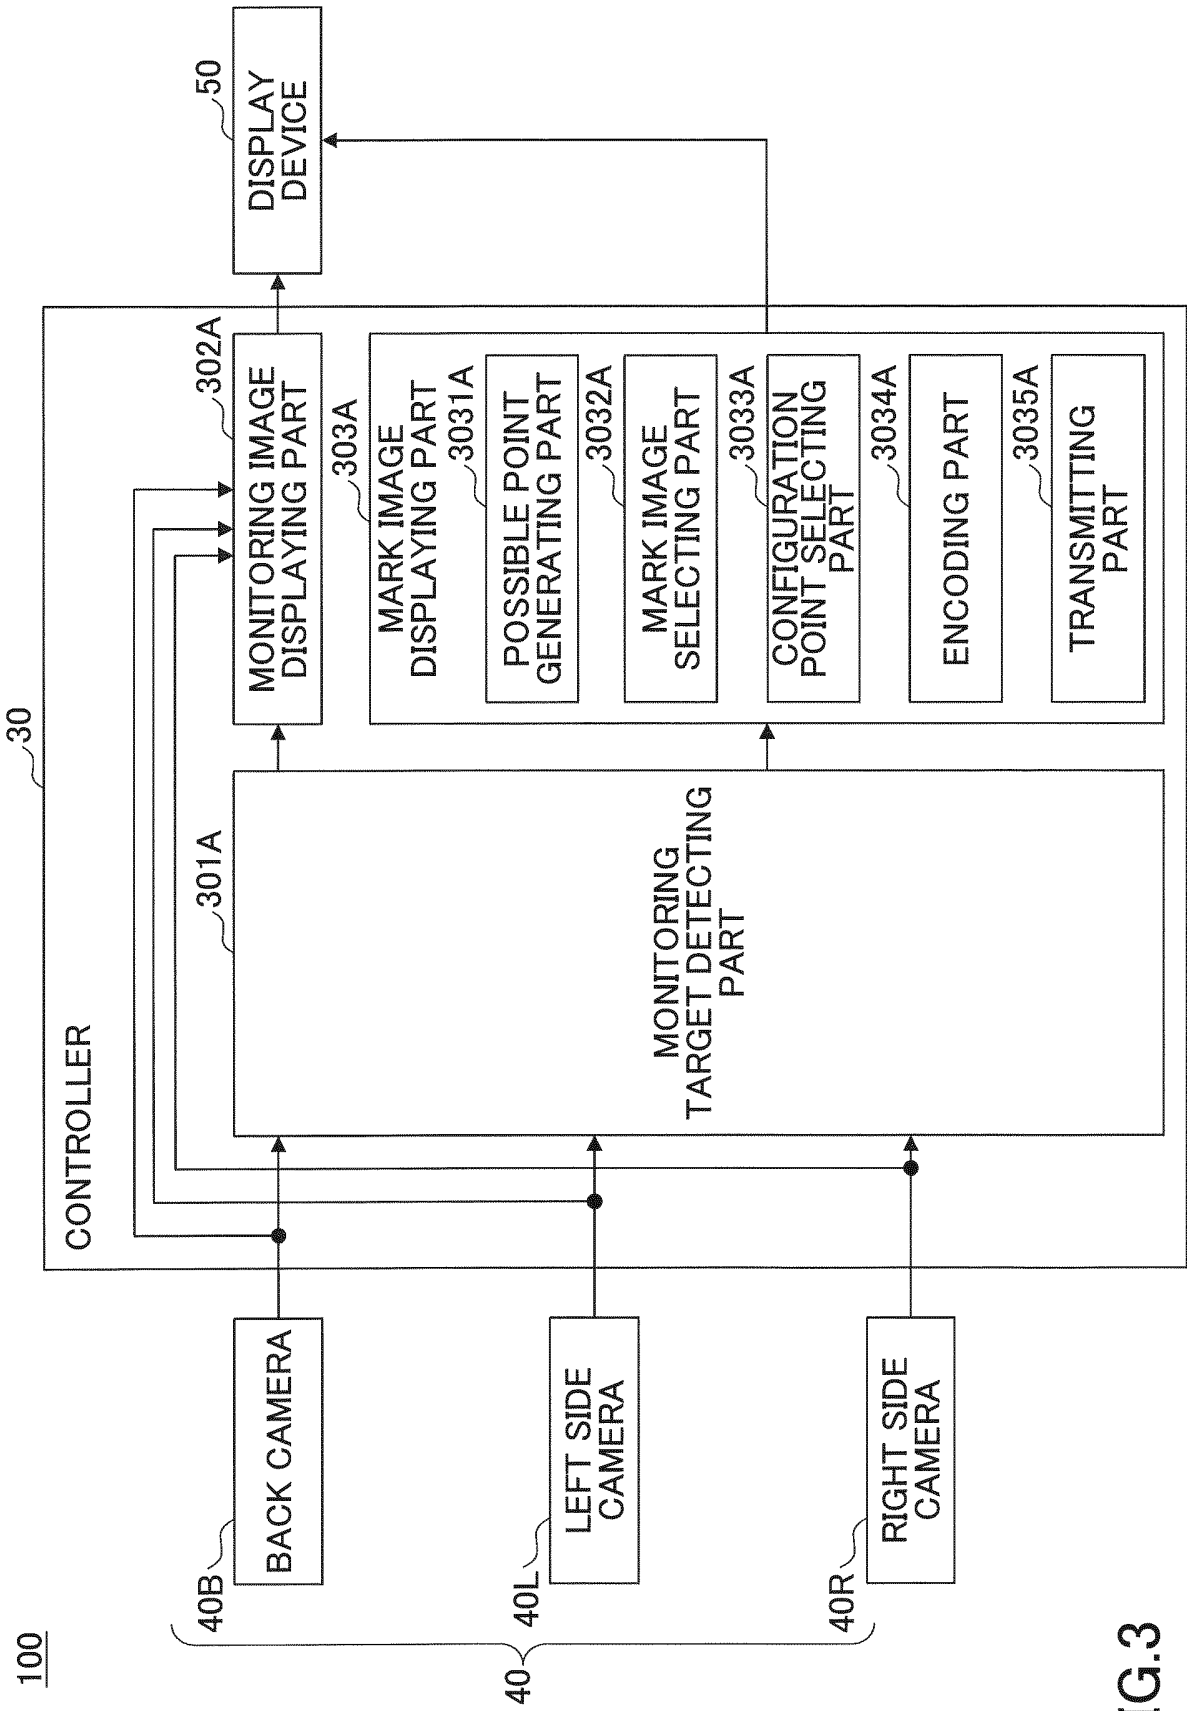 100
40
40B
BACK CAMERA
40L
LEFT SIDE
CAMERA
40R
RIGHT SIDE
CAMERA
30
CONTROLLER
301A
MONITORING
TARGET DETECTING
PART
302A
MONITORING IMAGE
DISPLAYING PART
303A
MARK IMAGE
DISPLAYING PART
3031A
POSSIBLE POINT
GENERATING PART
3032A
MARK IMAGE
SELECTING PART
3033A
CONFIGURATION
POINT SELECTING
PART
3034A
ENCODING PART
3035A
TRANSMITTING
PART
50
DISPLAY
DEVICE
IG.3